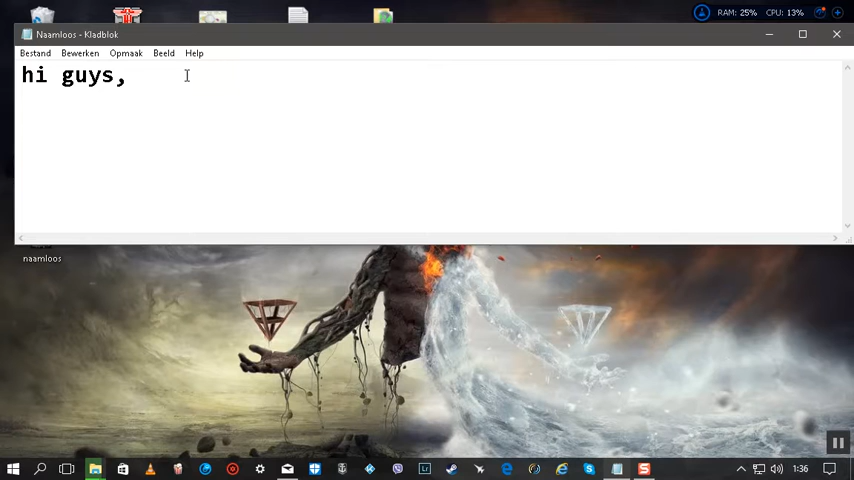 RAM: 25% CPU: 13%
Naamloos - Kladblok
Bestand Bewerken Opmaak Beeld Help
hi guys,
naamloos
1:36